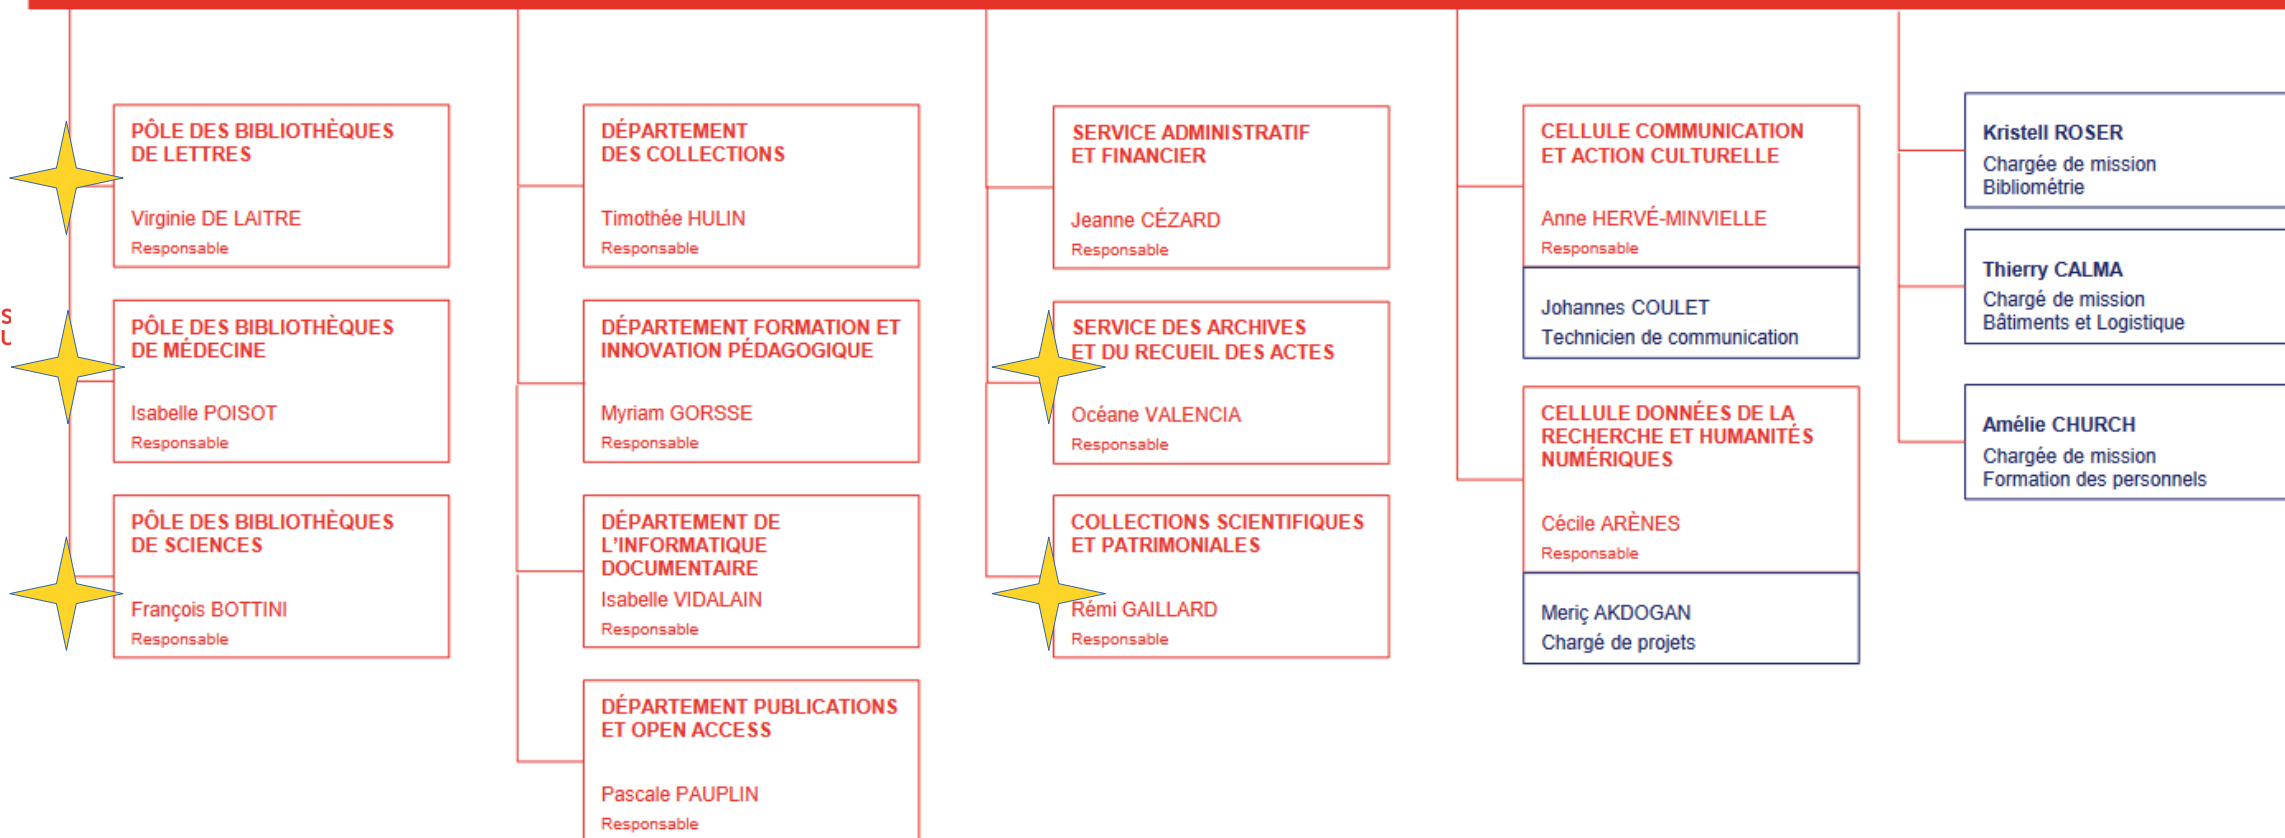 PÔLE DES BIBLIOTHÈQUES
DE LETTRES
Virginie DE LAITRE
Responsable
PÔLE DES BIBLIOTHÈQUES
DE MÉDECINE
Isabelle POISOT
Responsable
PÔLE DES BIBLIOTHÈQUES
DE SCIENCES
François BOTTINI
Responsable
DÉPARTEMENT
DES COLLECTIONS
Timothée HULIN
Responsable
DÉPARTEMENT FORMATION ET
INNOVATION PÉDAGOGIQUE
Myriam GORSSE
Responsable
DÉPARTEMENT DE
L'INFORMATIQUE
DOCUMENTAIRE
Isabelle VIDALAIN
Responsable
DÉPARTEMENT PUBLICATIONS
ET OPEN ACCESS
Pascale PAUPLIN
Responsable
SERVICE ADMINISTRATIF
ET FINANCIER
Jeanne CÉZARD
Responsable
SERVICE DES ARCHIVES
ET DU RECUEIL DES ACTES
Océane VALENCIA
Responsable
COLLECTIONS SCIENTIFIQUES
ET PATRIMONIALES
Rémi GAILLARD
Responsable
CELLULE COMMUNICATION
ET ACTION CULTURELLE
Anne HERVÉ-MINVIELLE
Responsable
Johannes COULET
Technicien de communication
CELLULE DONNÉES DE LA
RECHERCHE ET HUMANITÉS
NUMÉRIQUES
Cécile ARÈNES
Responsable
Meriç AKDOGAN
Chargé de projets
Kristell ROSER
Chargée de mission
Bibliométrie
Thierry CALMA
Chargé de mission
Bâtiments et Logistique
Amélie CHURCH
Chargée de mission
Formation des personnels